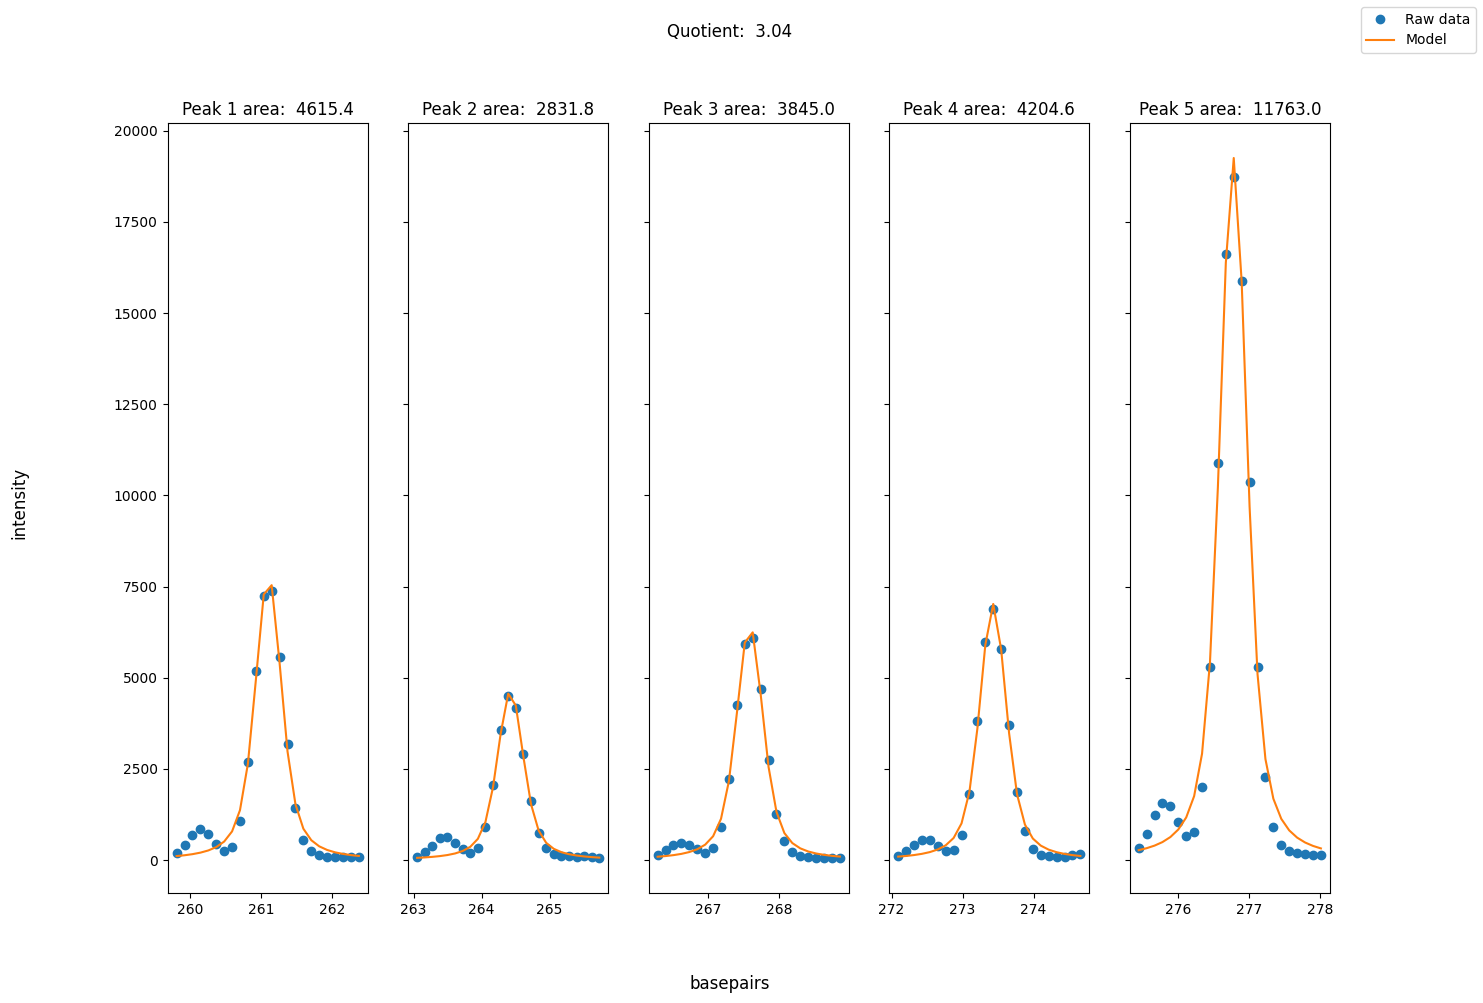 Quotient:  3.04
Raw data
Model
Peak 1 area:  4615.4
Peak 2 area:  2831.8
Peak 3 area:  3845.0
Peak 4 area:  4204.6
Peak 5 area:  11763.0
20000
17500
15000
12500
10000
7500
5000
2500
0
intensity
260 261 262
263 264 265
267 268
272 273 274
276 277 278
basepairs